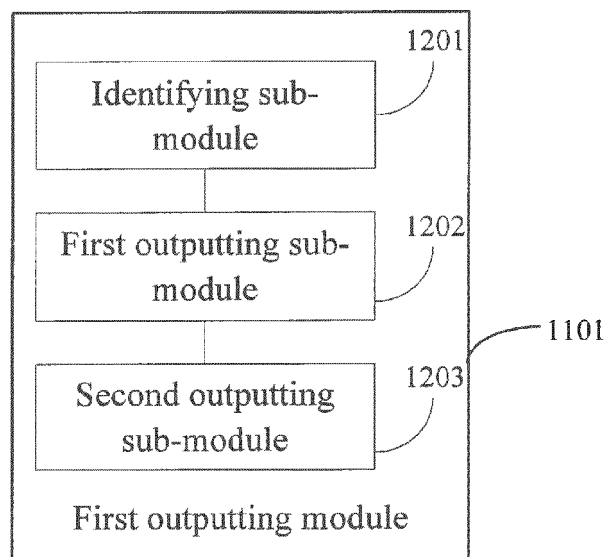 1201
Identifying sub-
module
1202
First outputting sub-
module
1101
1203
Second outputting
sub-module
First outputting module